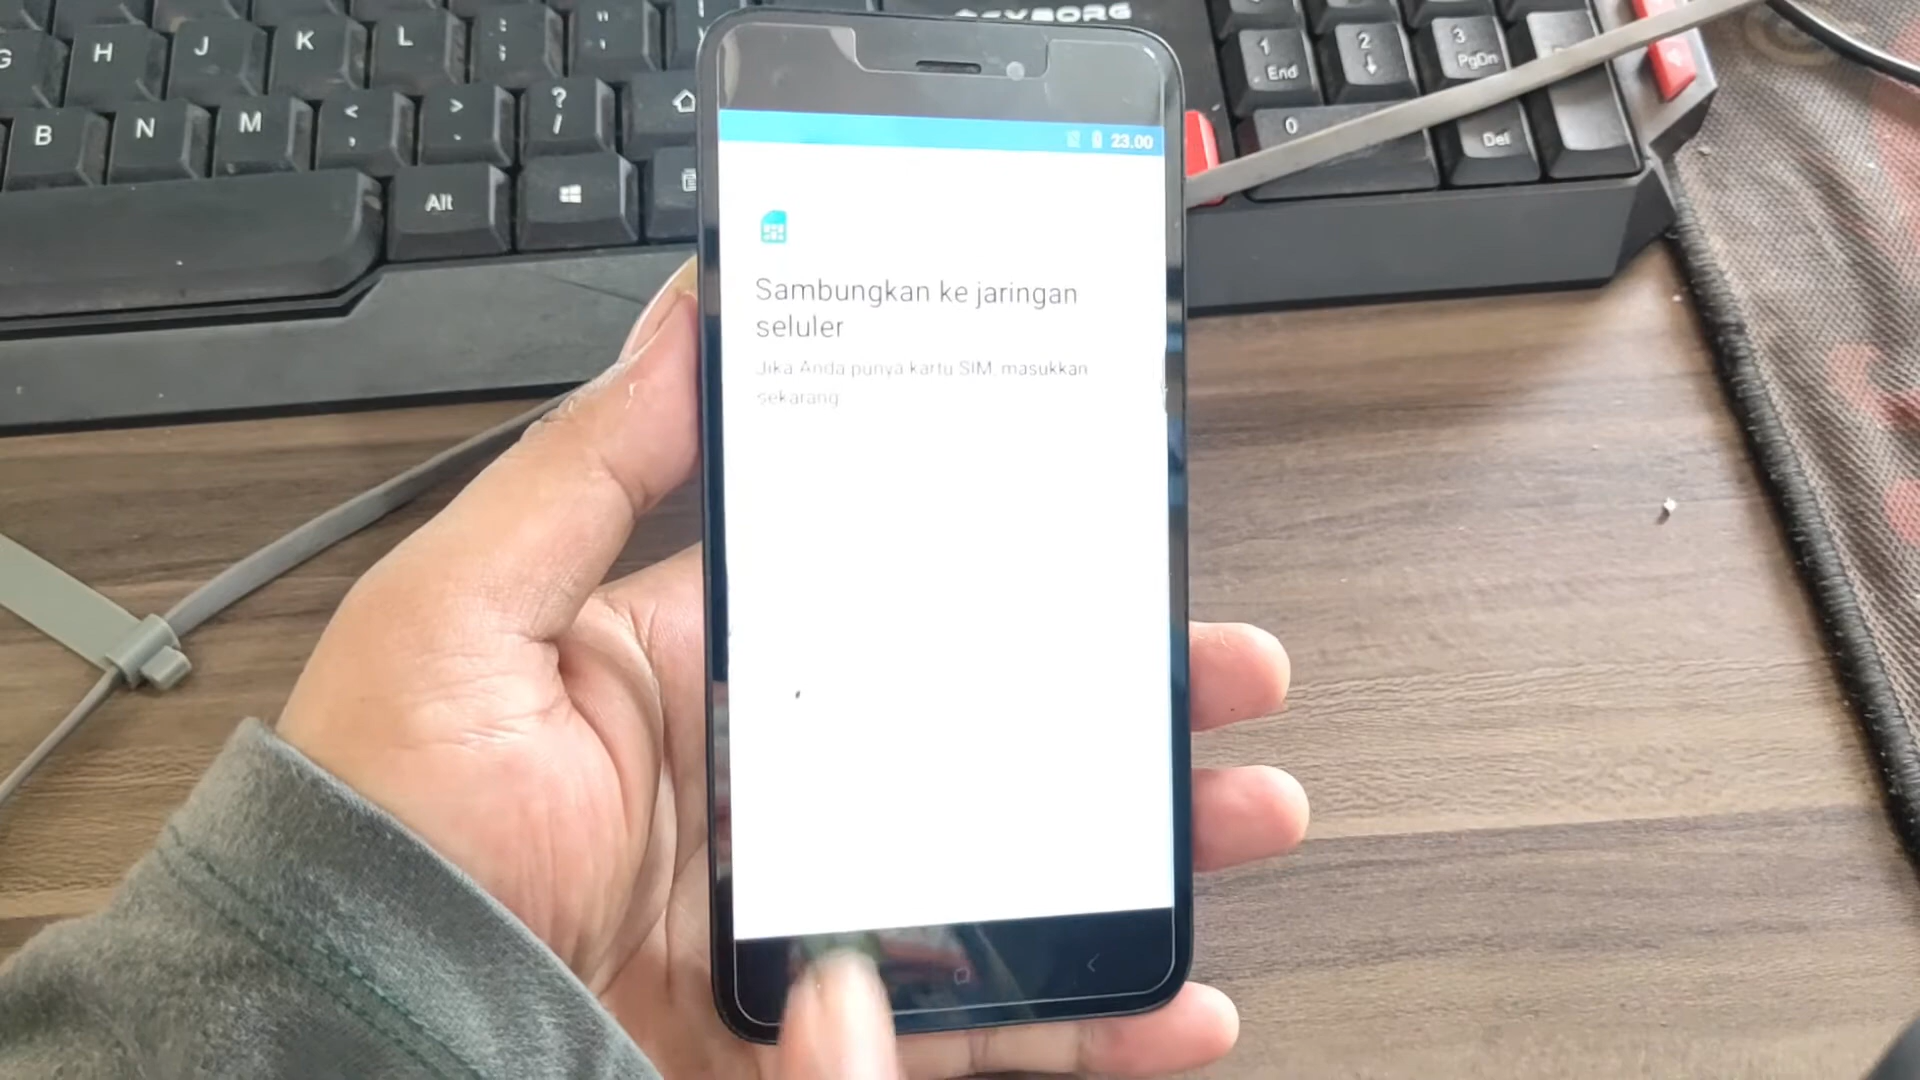 G H J K L : ; " '
B N M < , > . ? /
Alt
1 End 2 3 PgDn
0 Del
23.00
Sambungkan ke jaringan
seluler
Jika Anda punya kartu SIM, masukkan
sekarang